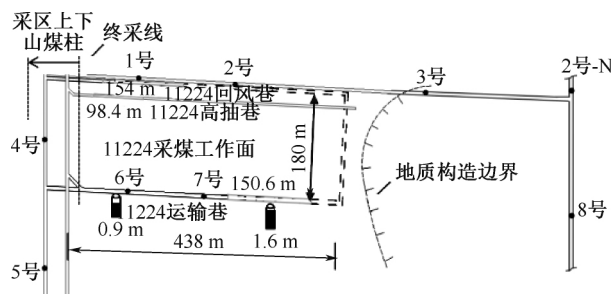 采区上下
山煤柱
终采线
1号
2号
3号
2号-N
154 m
11224回风巷
98.4 m
11224高抽巷
4号
11224采煤工作面
180 m
地质构造边界
6号
7号
150.6 m
11224运输巷
0.9 m
1.6 m
8号
438 m
5号